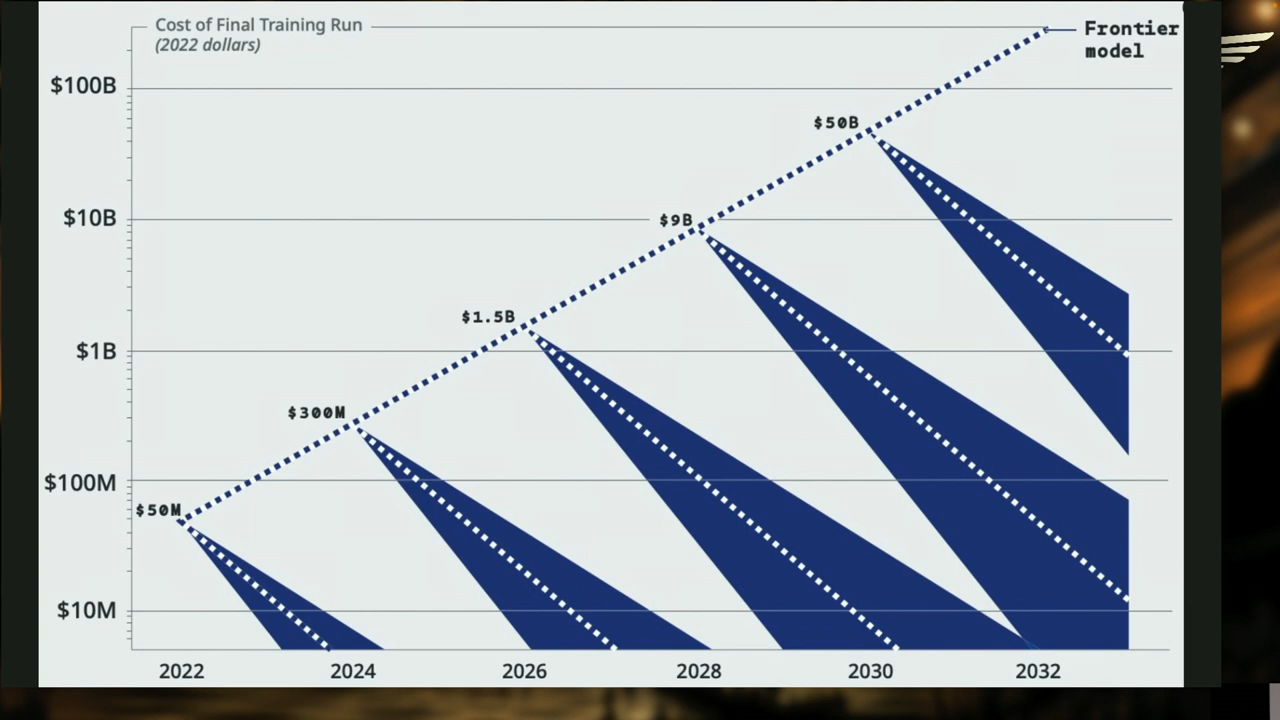 Cost of Final Training Run
(2022 dollars)
Frontier
model
$100B
$50B
$10B
$9B
$1.5B
$1B
$300M
$100M
$50M
$10M
2022
2024
2026
2028
2030
2032